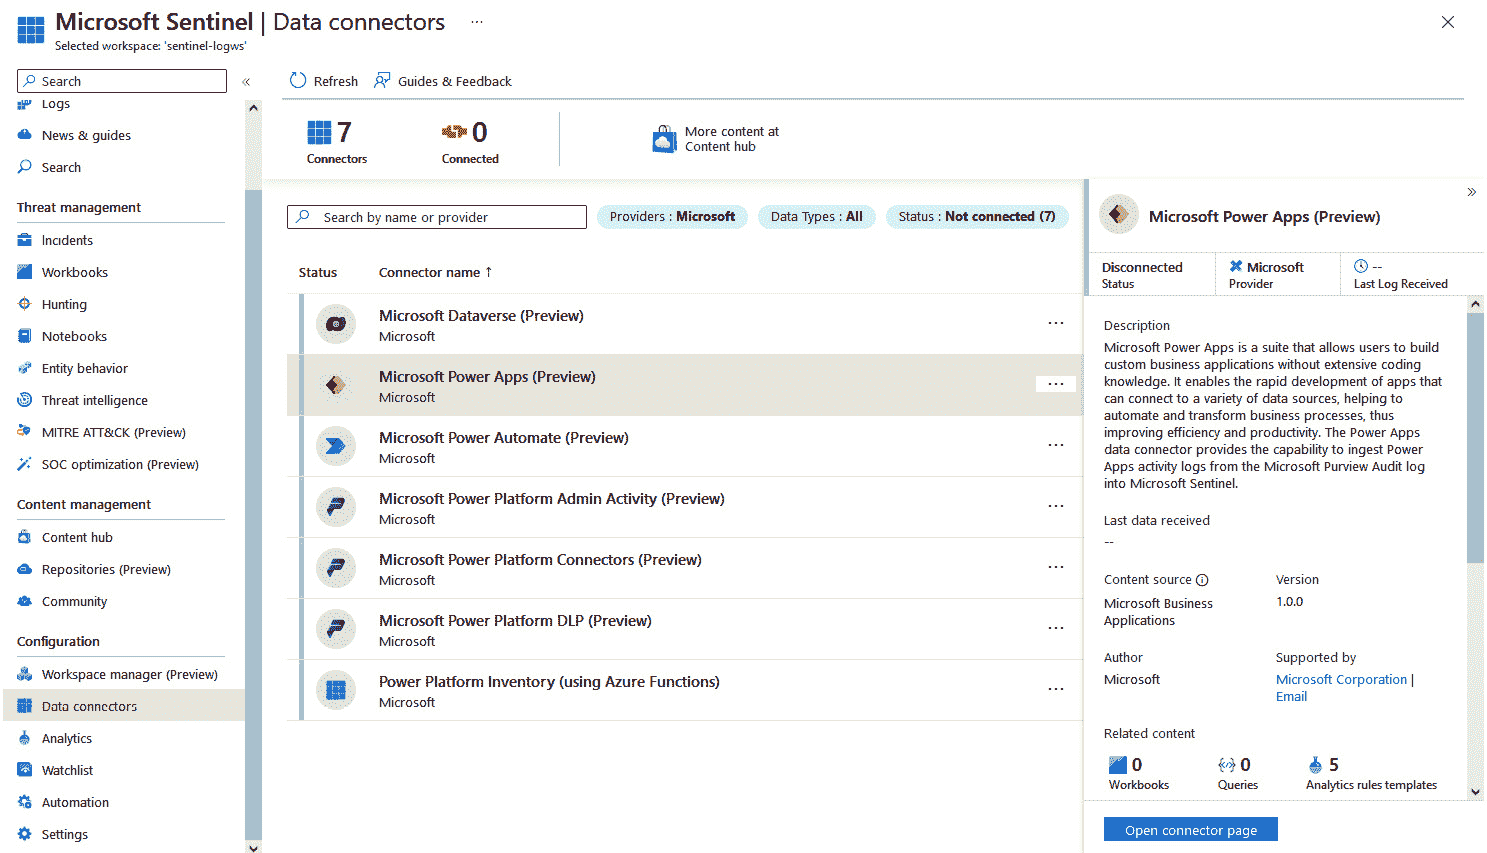 Microsoft Sentinel | Data connectors ...
Selected workspace: 'sentinel-logws'
Search
«
Logs
News & guides
Search
Threat management
Incidents
Workbooks
Hunting
Notebooks
Entity behavior
Threat intelligence
MITRE ATT&CK (Preview)
SOC optimization (Preview)
Content management
Content hub
Repositories (Preview)
Community
Configuration
Workspace manager (Preview)
Data connectors
Analytics
Watchlist
Automation
Settings
Refresh
Guides & Feedback
7
Connectors
0
Connected
More content at
Content hub
Search by name or provider
Providers : Microsoft
Data Types : All
Status : Not connected (7)
Status
Connector name ↑
Microsoft Dataverse (Preview)
Microsoft
...
Microsoft Power Apps (Preview)
Microsoft
...
Microsoft Power Automate (Preview)
Microsoft
...
Microsoft Power Platform Admin Activity (Preview)
Microsoft
...
Microsoft Power Platform Connectors (Preview)
Microsoft
...
Microsoft Power Platform DLP (Preview)
Microsoft
...
Power Platform Inventory (using Azure Functions)
Microsoft
...
»
Microsoft Power Apps (Preview)
Disconnected
Status
Microsoft
Provider
--
Last Log Received
Description
Microsoft Power Apps is a suite that allows users to build
custom business applications without extensive coding
knowledge. It enables the rapid development of apps that
can connect to a variety of data sources, helping to
automate and transform business processes, thus
improving efficiency and productivity. The Power Apps
data connector provides the capability to ingest Power
Apps activity logs from the Microsoft Purview Audit log
into Microsoft Sentinel.
Last data received
--
Content source
Microsoft Business
Applications
Version
1.0.0
Author
Microsoft
Supported by
Microsoft Corporation |
Email
Related content
0
Workbooks
0
Queries
5
Analytics rules templates
Open connector page